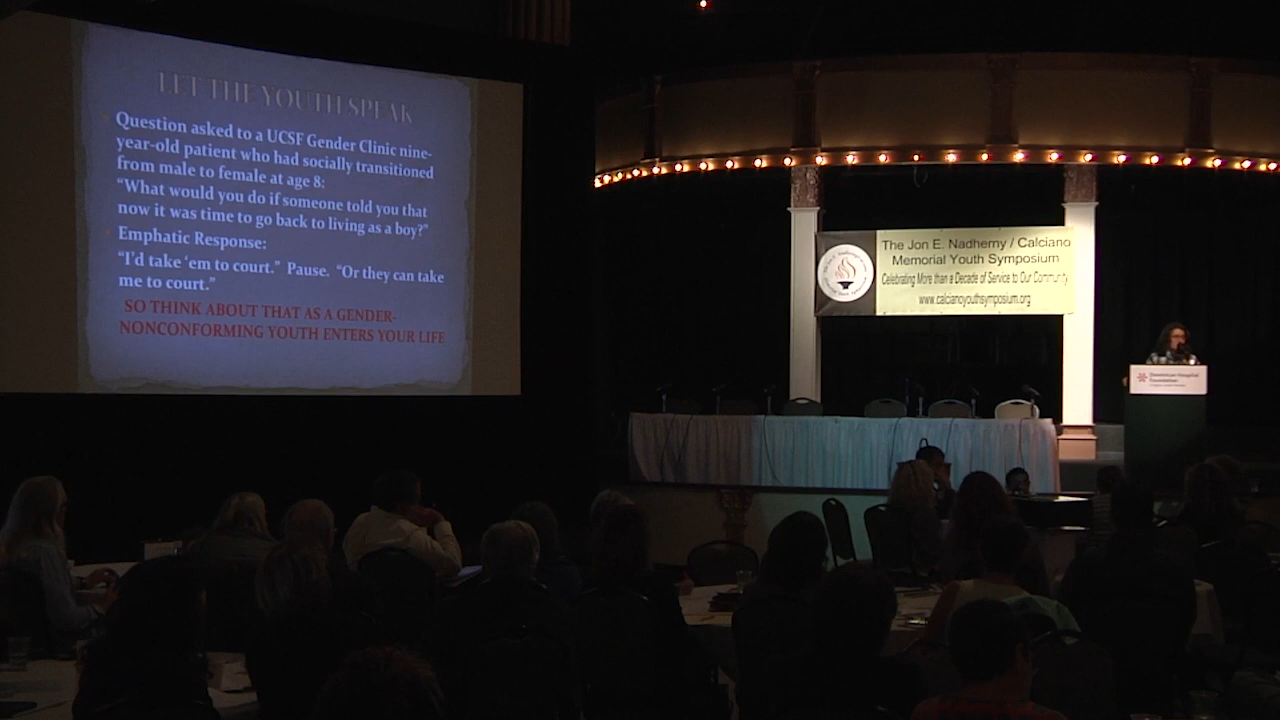 LET THE YOUTH SPEAK
Question asked to a UCSF Gender Clinic nine-
year-old patient who had socially transitioned
from male to female at age 8:
“What would you do if someone told you that
now it was time to go back to living as a boy?”
Emphatic Response:
“I’d take ‘em to court.” Pause. “Or they can take
me to court.”
SO THINK ABOUT THAT AS A GENDER-
NONCONFORMING YOUTH ENTERS YOUR LIFE
The Jon E. Nadherny / Calciano
Memorial Youth Symposium
Celebrating More than a Decade of Service to Our Community
www.calcianoyouthsymposium.org
Dominican Hospital
Foundation